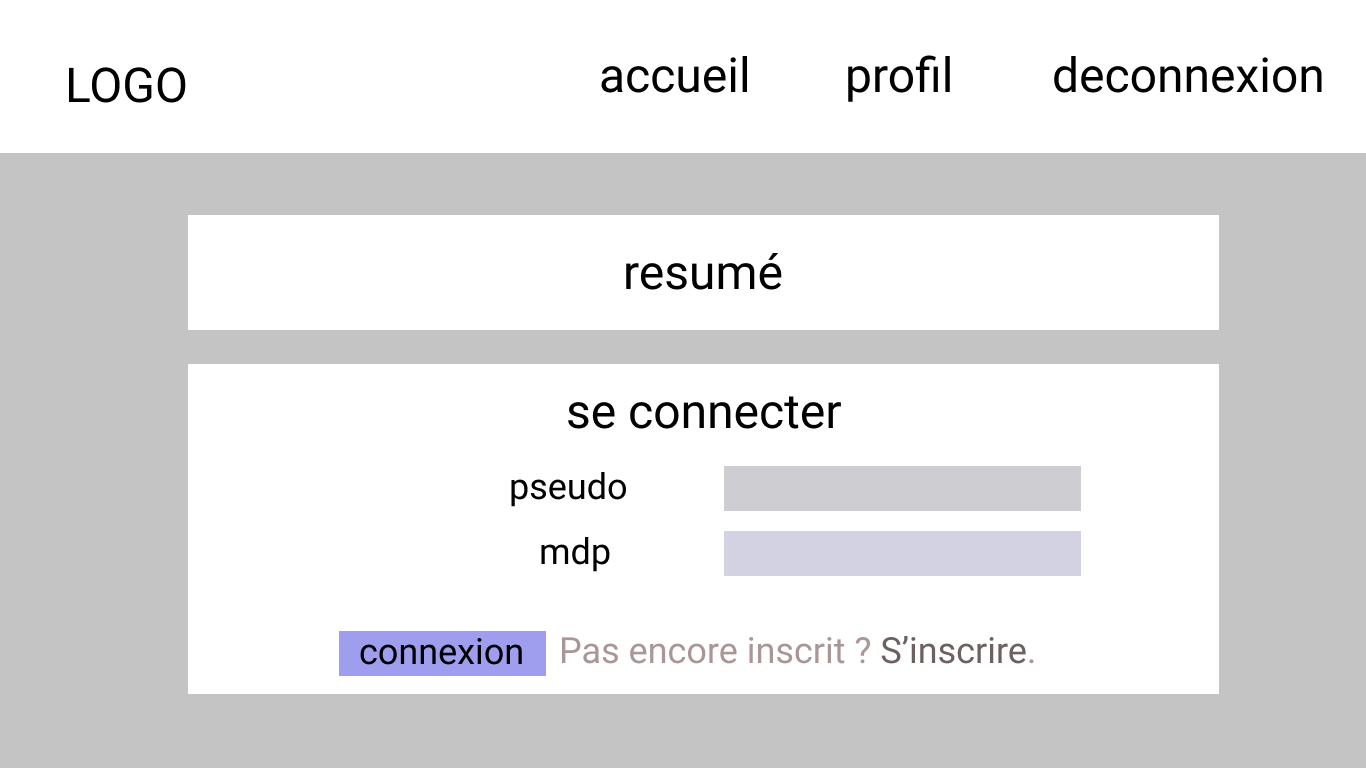 LOGO accueil profil deconnexion
resumé
se connecter
pseudo
mdp
connexion Pas encore inscrit ? S’inscrire.